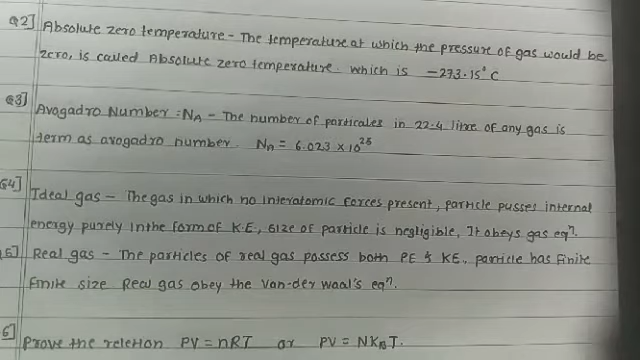 Q2] Absolute zero temperature - The temperature at which the pressure of gas would be
zero, is called Absolute zero temperature. which is -273.15°C
Q3] Avogadro Number = NA - The number of particales in 22.4 litre of any gas is
term as avogadro number. NA = 6.023 x 10^25
Q4] Ideal gas - The gas in which no interatomic forces present, particle pusses internal
energy purely in the form of K.E, size of particle is negligible, It obeys gas eqn.
5] Real gas - The particles of real gas possess both PE & KE, particle has finite
finite size Real gas obey the Van-der waal's eqn.
6] Prove the reletion PV = nRT or PV = NKBT.